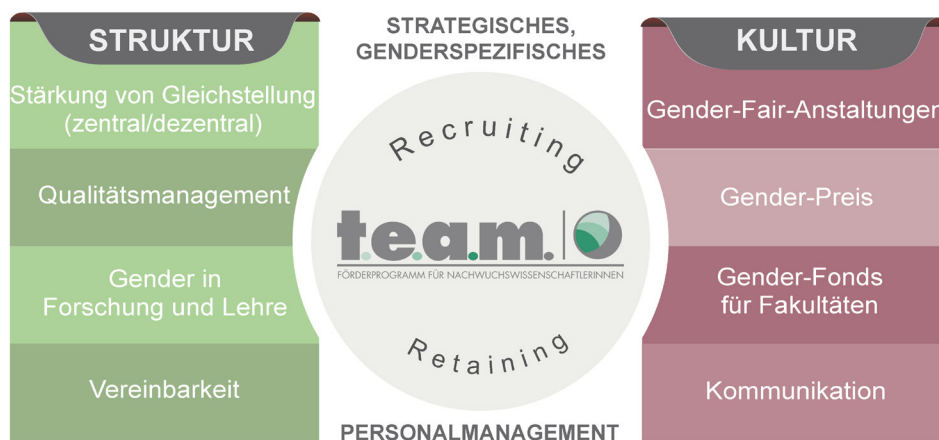 STRUKTUR
Stärkung von Gleichstellung
(zentral/dezentral)
Qualitätsmanagement
Gender in
Forschung und Lehre
Vereinbarkeit
STRATEGISCHES,
GENDERSPEZIFISCHES
Recruiting
t.e.a.m.
FÖRDERPROGRAMM FÜR NACHWUCHSWISSENSCHAFTLERINNEN
Retaining
PERSONALMANAGEMENT
KULTUR
Gender-Fair-Anstaltungen
Gender-Preis
Gender-Fonds
für Fakultäten
Kommunikation